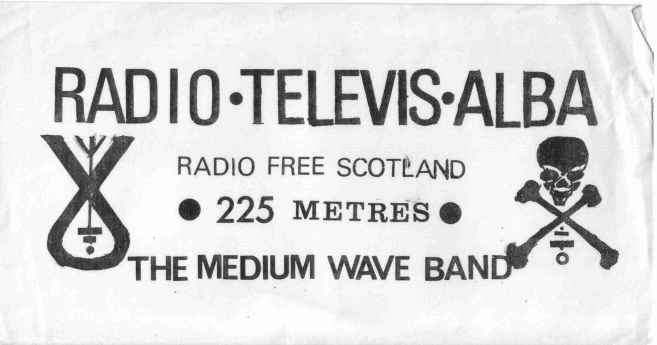 RADIO•TELEVIS•ALBA
RADIO FREE SCOTLAND
● 225 METRES ●
THE MEDIUM WAVE BAND